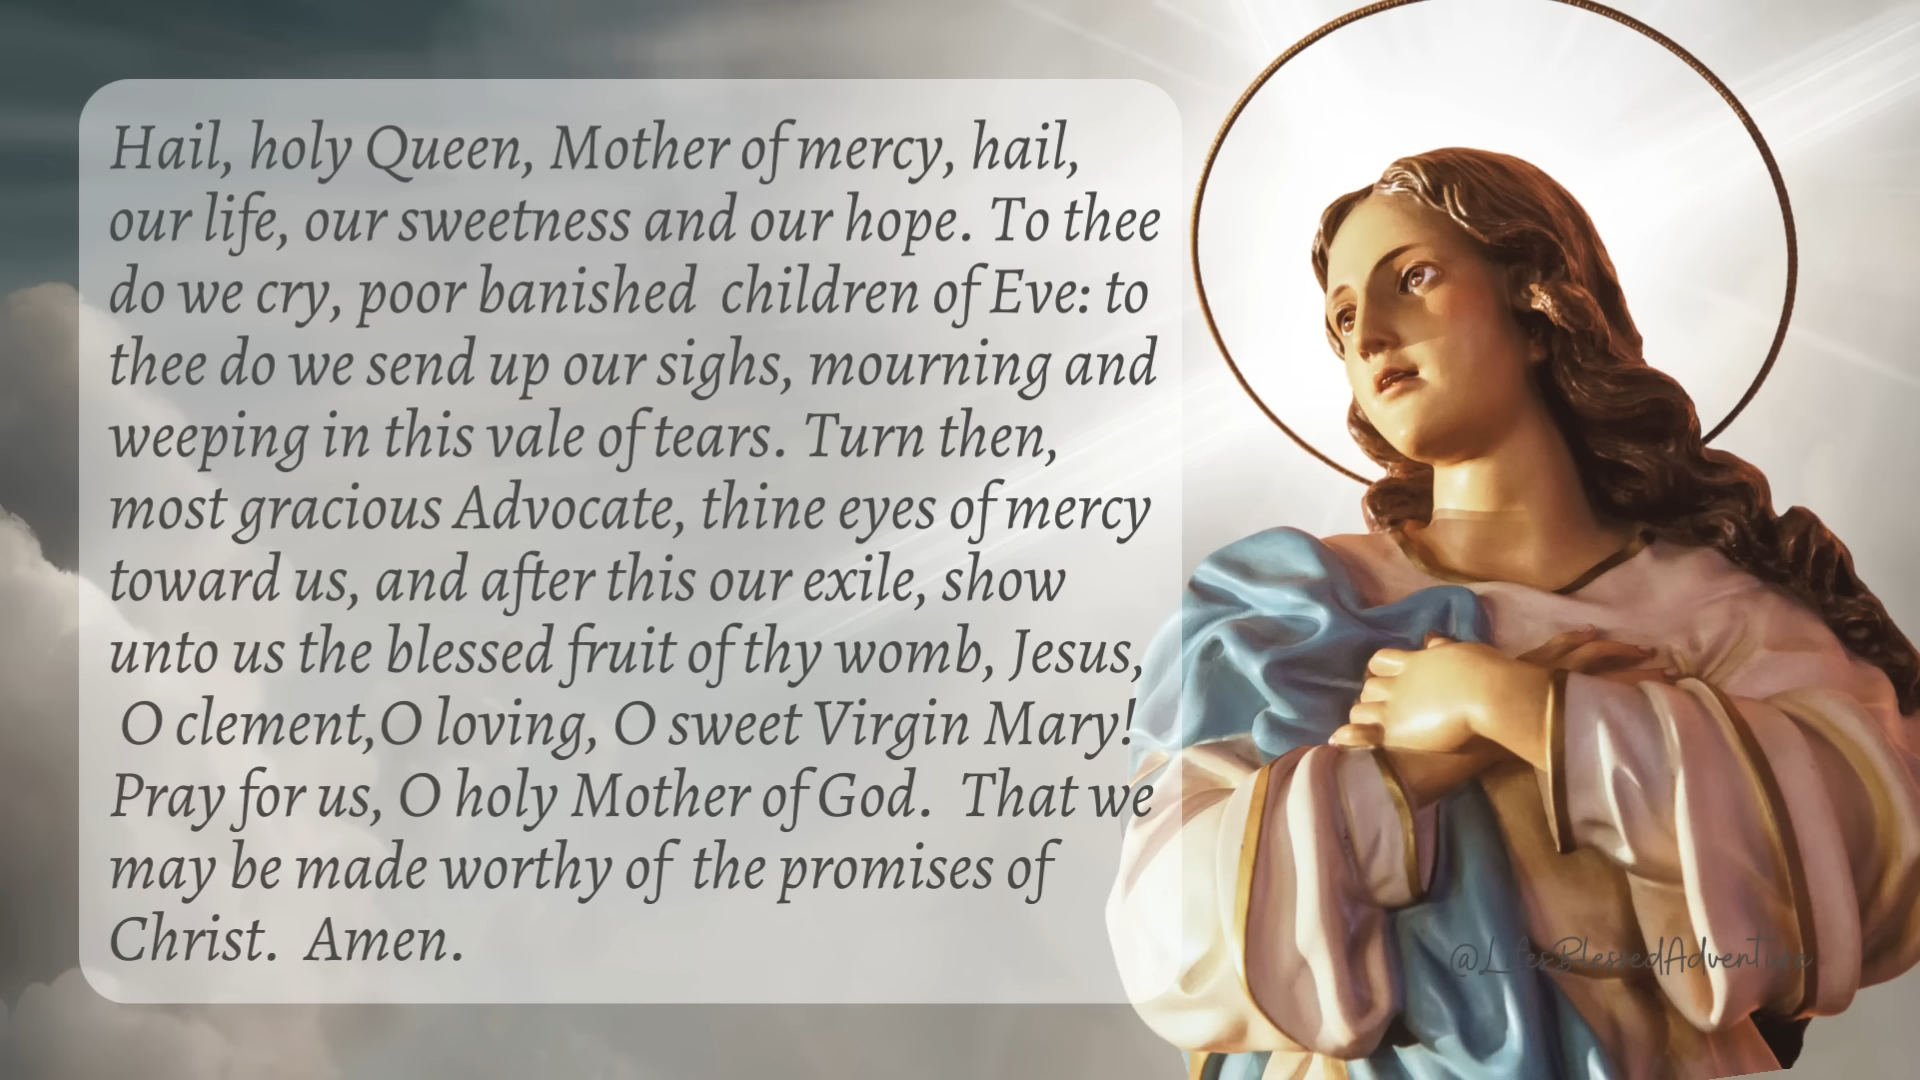 Hail, holy Queen, Mother of mercy, hail,
our life, our sweetness and our hope. To thee
do we cry, poor banished  children of Eve: to
thee do we send up our sighs, mourning and
weeping in this vale of tears. Turn then,
most gracious Advocate, thine eyes of mercy
toward us, and after this our exile, show
unto us the blessed fruit of thy womb, Jesus,
O clement,O loving, O sweet Virgin Mary!
Pray for us, O holy Mother of God.  That we
may be made worthy of  the promises of
Christ.  Amen.
@LifesBlessedAdventure